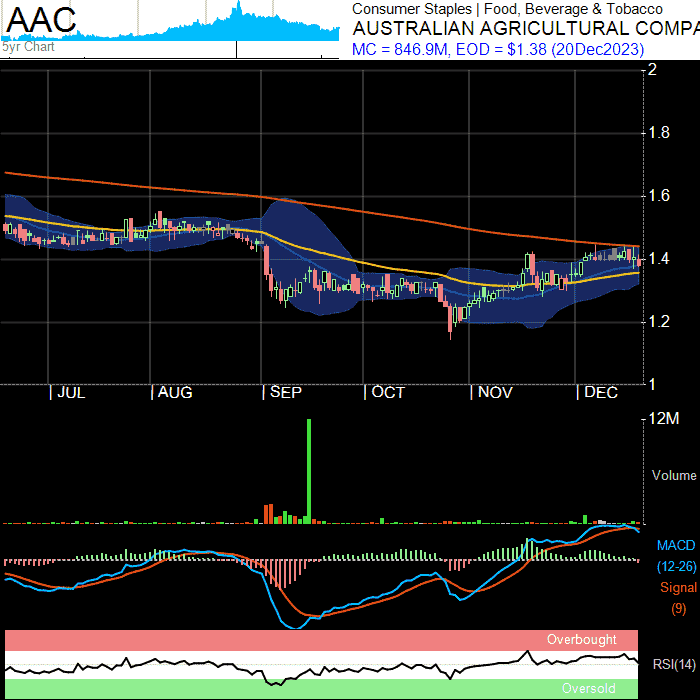 AAC
5yr Chart
Consumer Staples | Food, Beverage & Tobacco
AUSTRALIAN AGRICULTURAL COMPA
MC = 846.9M, EOD = $1.38 (20Dec2023)
2
1.8
1.6
1.4
1.2
1
| JUL | AUG | SEP | OCT | NOV | DEC
12M
Volume
MACD
(12-26)
Signal
(9)
Overbought
RSI(14)
Oversold